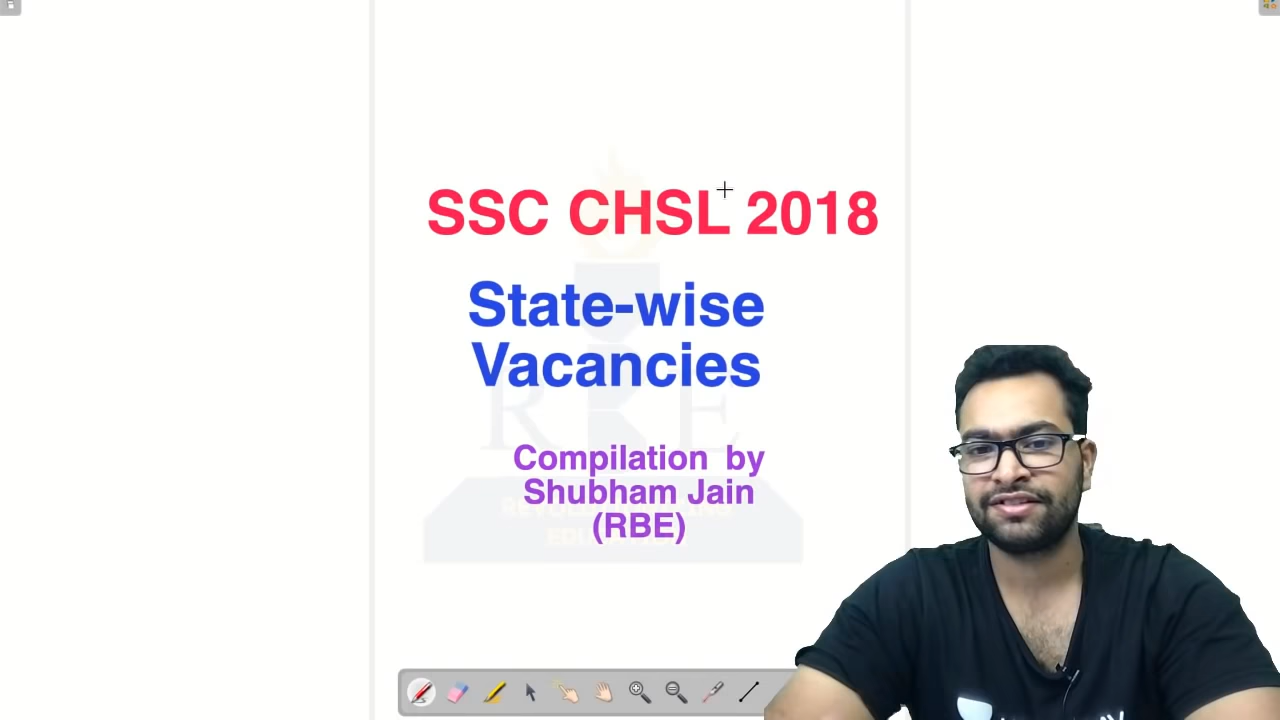 SSC CHSL 2018
State-wise
Vacancies
Compilation by
Shubham Jain
(RBE)
R B E